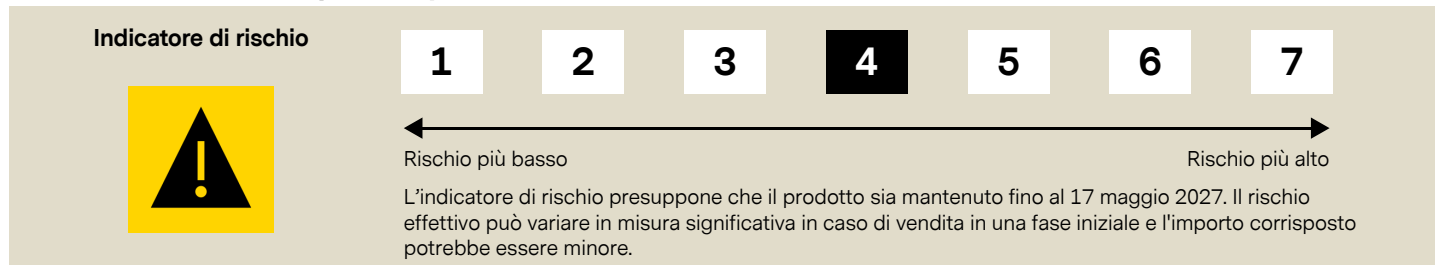 Indicatore di rischio
1 2 3 4 5 6 7
!
Rischio più basso Rischio più alto
L'indicatore di rischio presuppone che il prodotto sia mantenuto fino al 17 maggio 2027. Il rischio
effettivo può variare in misura significativa in caso di vendita in una fase iniziale e l'importo corrisposto
potrebbe essere minore.